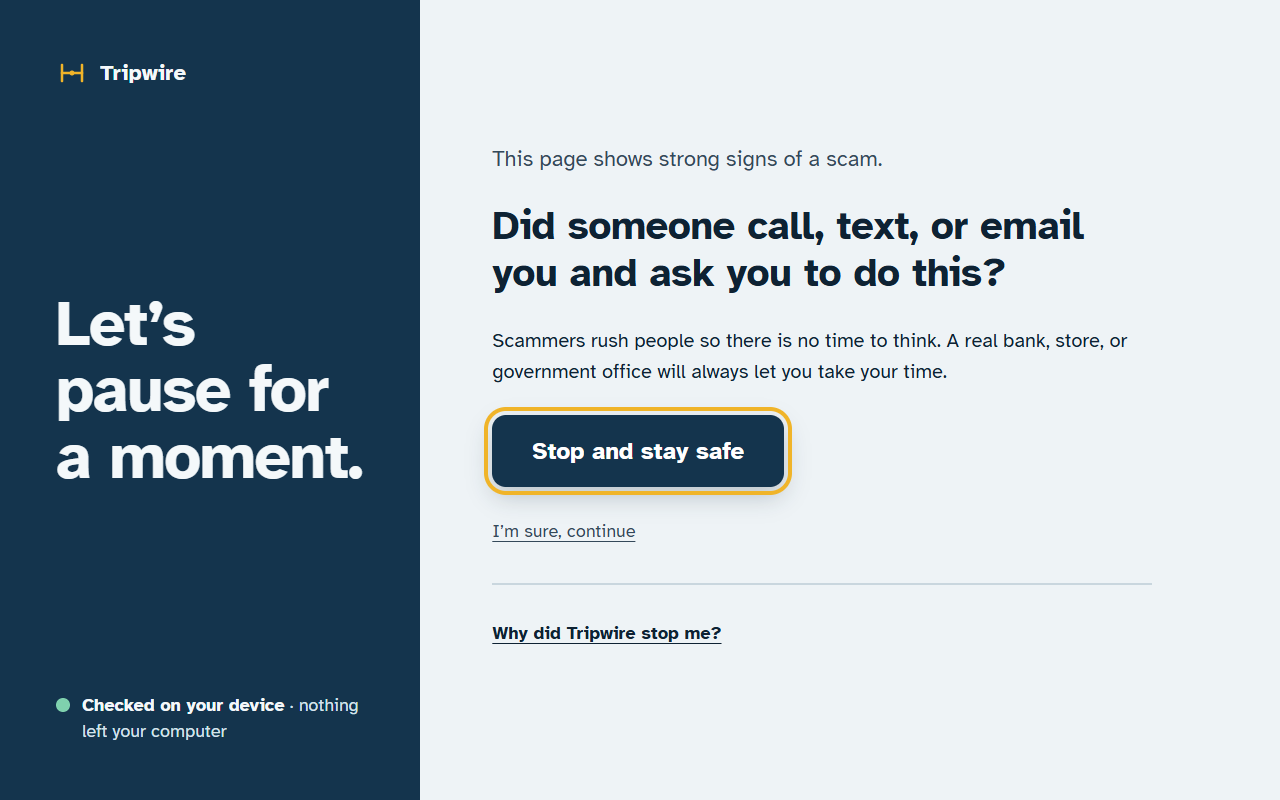 Tripwire
Let’s
pause for
a moment.
Checked on your device · nothing
left your computer
This page shows strong signs of a scam.
Did someone call, text, or email
you and ask you to do this?
Scammers rush people so there is no time to think. A real bank, store, or
government office will always let you take your time.
Stop and stay safe
I’m sure, continue
Why did Tripwire stop me?